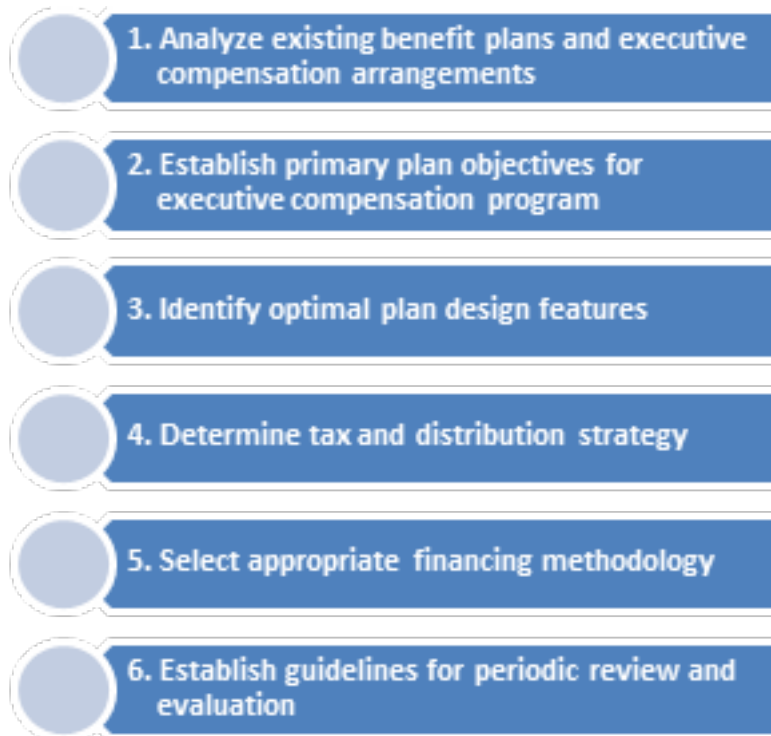 1. Analyze existing benefit plans and executive
compensation arrangements
2. Establish primary plan objectives for
executive compensation program
3. Identify optimal plan design features
4. Determine tax and distribution strategy
5. Select appropriate financing methodology
6. Establish guidelines for periodic review and
evaluation